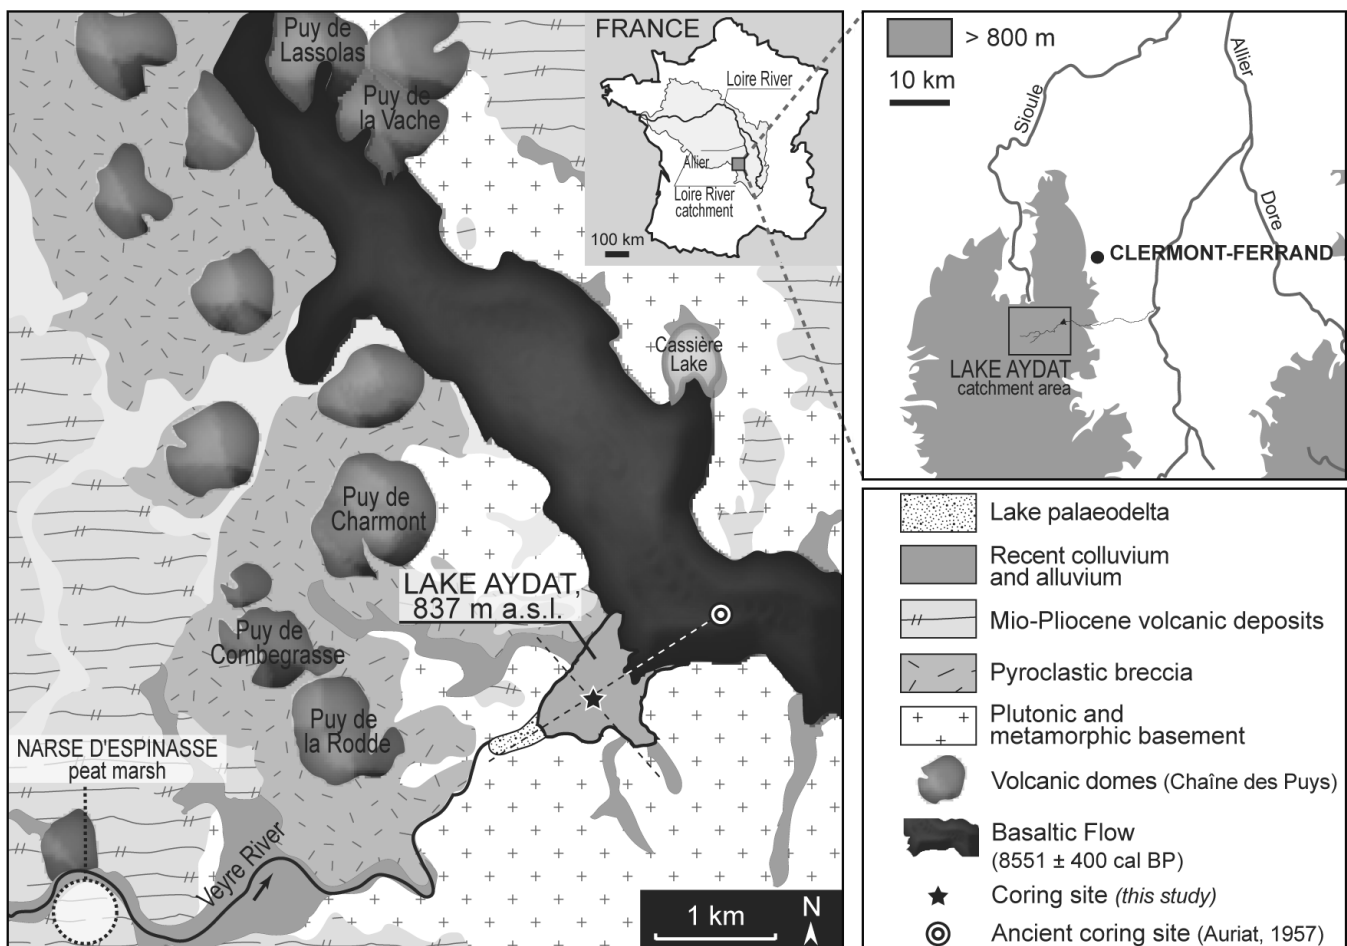 Puy de
Lassolas
Puy de
la Vache
FRANCE
Loire River
Allier
Loire River
catchment
100 km
Cassière
Lake
Puy de
Charmont
LAKE AYDAT,
837 m a.s.l.
Puy de
Combegrasse
Puy de
la Rodde
NARSE D'ESPINASSE
peat marsh
Veyre River
1 km
N
> 800 m
10 km
Sioule
Allier
Dore
CLERMONT-FERRAND
LAKE AYDAT
catchment area
Lake palaeodelta
Recent colluvium
and alluvium
Mio-Pliocene volcanic deposits
Pyroclastic breccia
Plutonic and
metamorphic basement
Volcanic domes (Chaîne des Puys)
Basaltic Flow
(8551 ± 400 cal BP)
Coring site (this study)
Ancient coring site (Auriat, 1957)